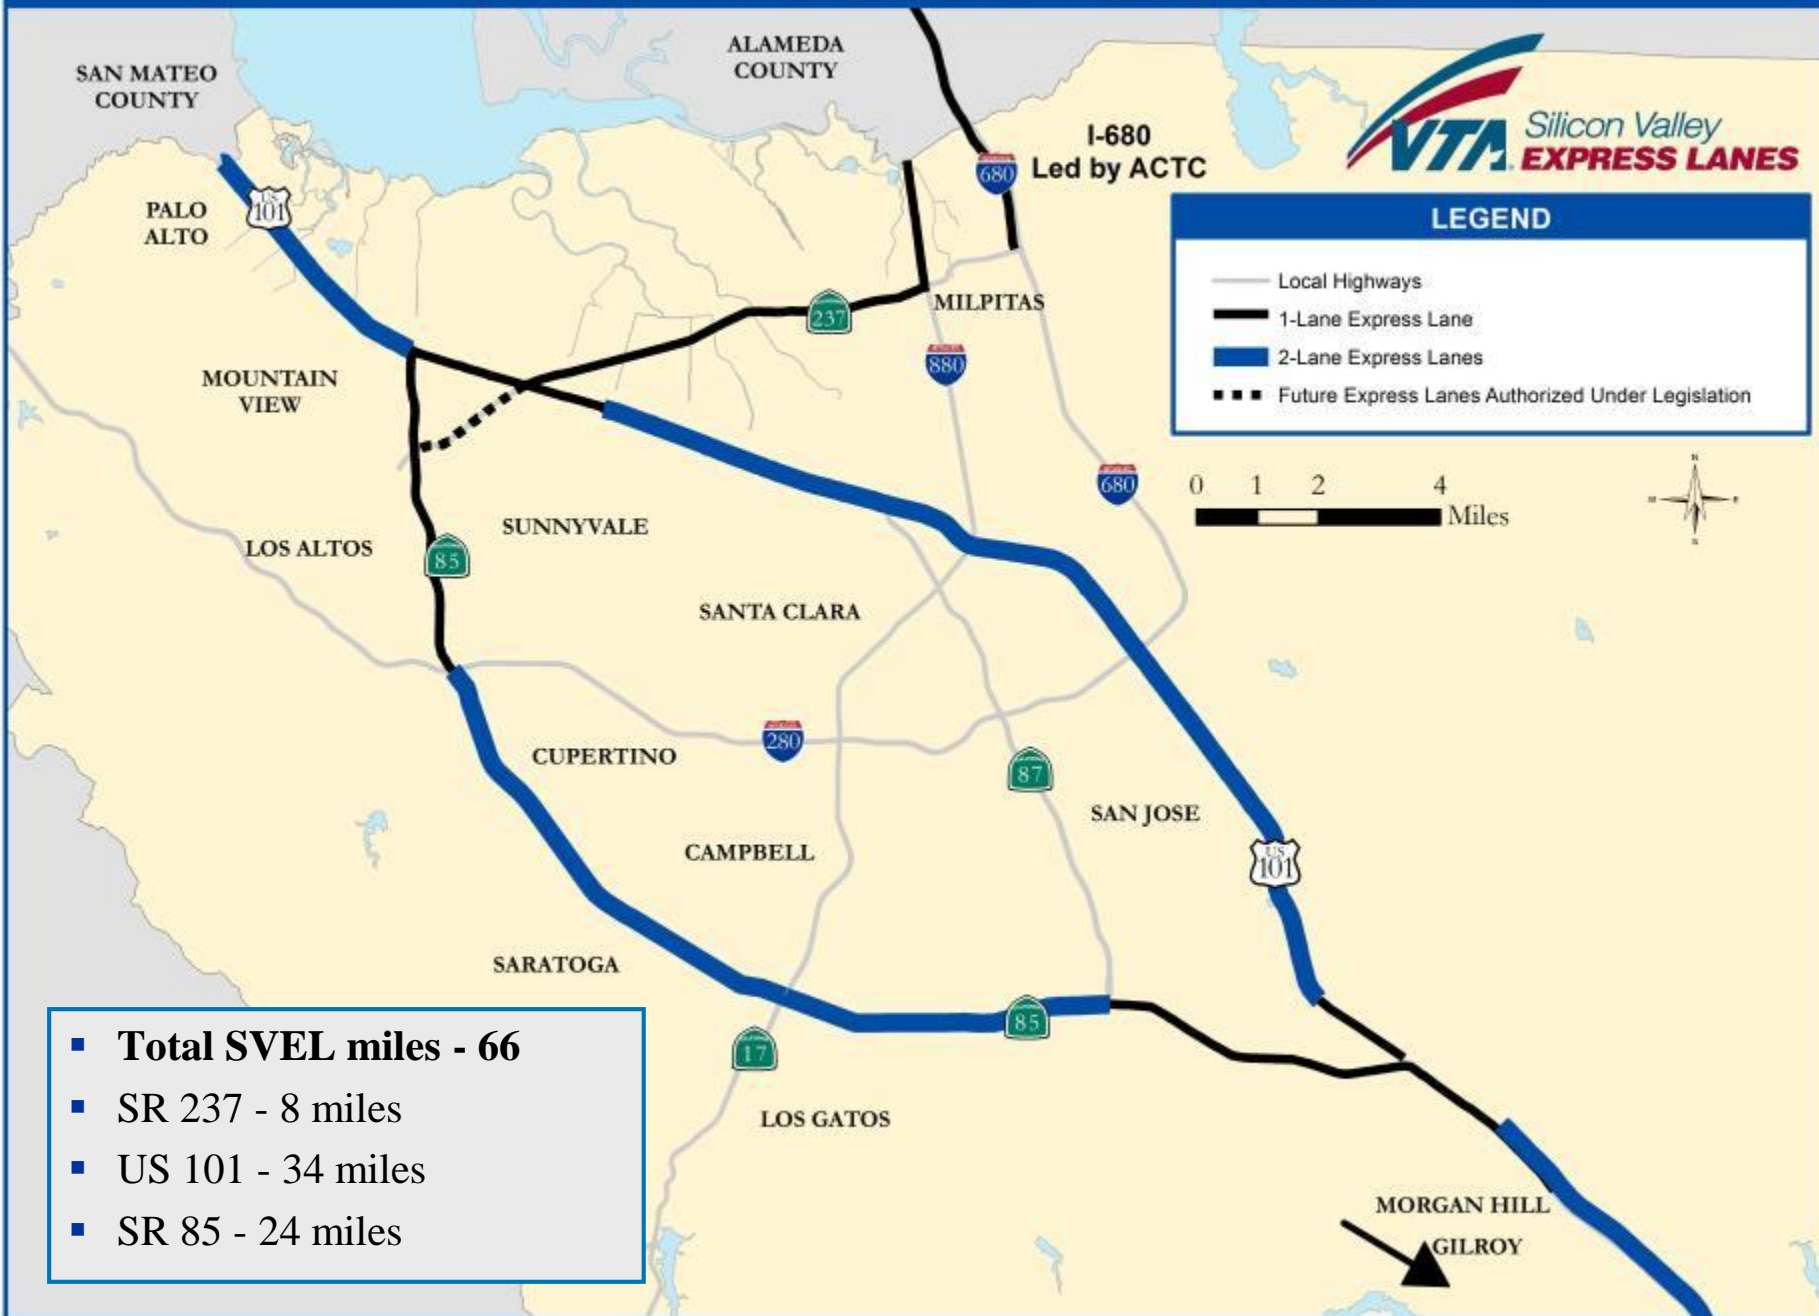 SAN MATEO
COUNTY
ALAMEDA
COUNTY
I-680
Led by ACTC
680
VTA Silicon Valley
EXPRESS LANES
LEGEND
Local Highways
1-Lane Express Lane
2-Lane Express Lanes
Future Express Lanes Authorized Under Legislation
PALO
ALTO
US
101
237
MILPITAS
880
MOUNTAIN
VIEW
680
0 1 2 4
Miles
N
S
SUNNYVALE
LOS ALTOS
85
SANTA CLARA
CUPERTINO
280
87
SAN JOSE
CAMPBELL
US
101
SARATOGA
85
17
LOS GATOS
MORGAN HILL
GILROY
Total SVEL miles - 66
SR 237 - 8 miles
US 101 - 34 miles
SR 85 - 24 miles